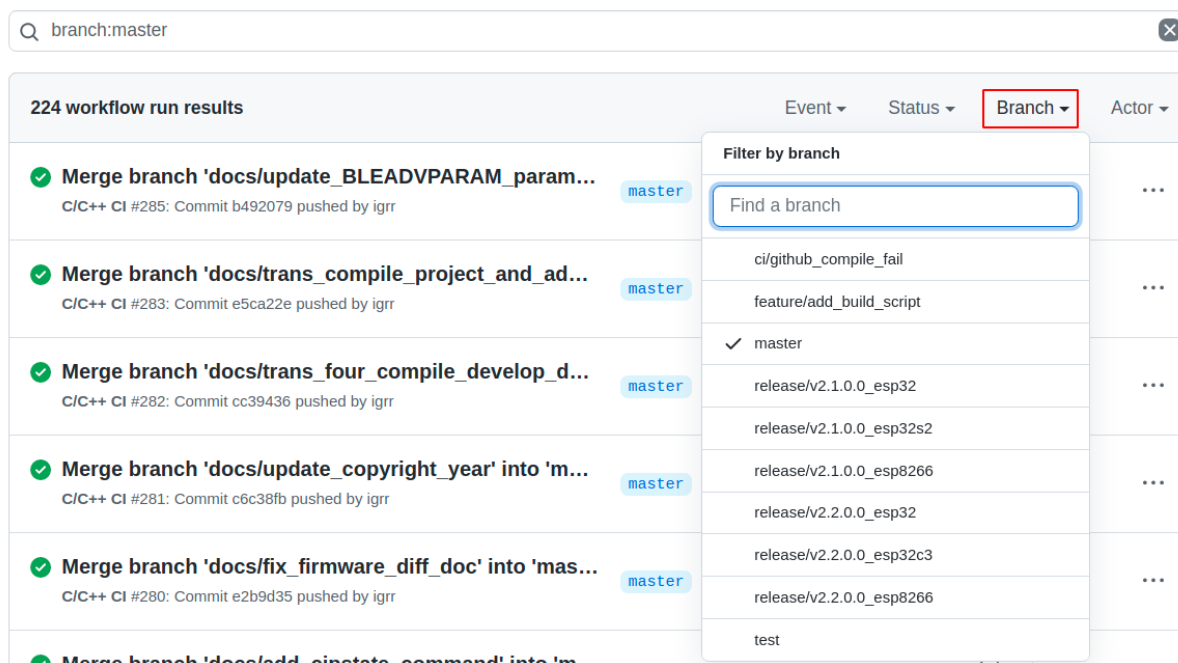 branch:master
224 workflow run results
Event Status Branch Actor
Merge branch 'docs/update_BLEADVPARAM_param...
C/C++ CI #285: Commit b492079 pushed by igrr
master
Merge branch 'docs/trans_compile_project_and_ad...
C/C++ CI #283: Commit e5ca22e pushed by igrr
master
Merge branch 'docs/trans_four_compile_develop_d...
C/C++ CI #282: Commit cc39436 pushed by igrr
master
Merge branch 'docs/update_copyright_year' into 'm...
C/C++ CI #281: Commit c6c38fb pushed by igrr
master
Merge branch 'docs/fix_firmware_diff_doc' into 'mas...
C/C++ CI #280: Commit e2b9d35 pushed by igrr
master
Merge branch 'docs/add_cipstate_command' into 'm
Filter by branch
Find a branch
ci/github_compile_fail
feature/add_build_script
master
release/v2.1.0.0_esp32
release/v2.1.0.0_esp32s2
release/v2.1.0.0_esp8266
release/v2.2.0.0_esp32
release/v2.2.0.0_esp32c3
release/v2.2.0.0_esp8266
test